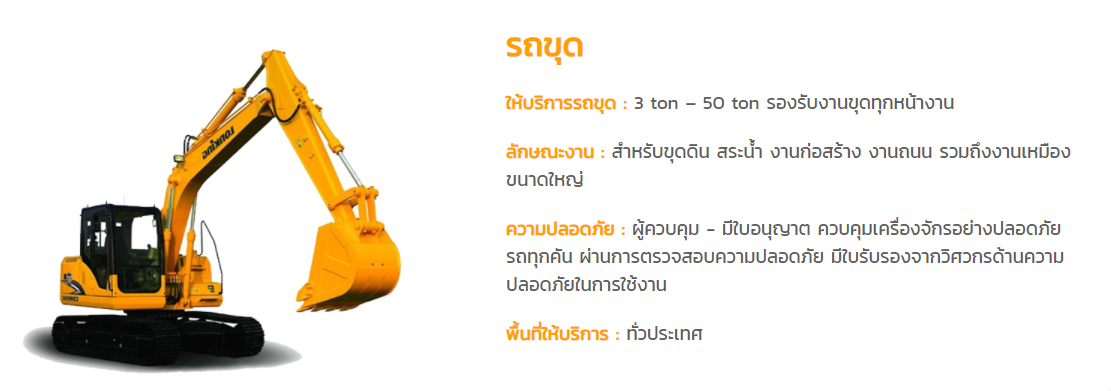 รถขุด
ให้บริการรถขุด : 3 ton – 50 ton รองรับงานขุดทุกหน้างาน
ลักษณะงาน : สำหรับขุดดิน สระน้ำ งานก่อสร้าง งานถนน รวมถึงงานเหมือง
ขนาดใหญ่
ความปลอดภัย : ผู้ควบคุม - มีใบอนุญาต ควบคุมเครื่องจักรอย่างปลอดภัย
รถทุกคัน ผ่านการตรวจสอบความปลอดภัย มีใบรับรองจากวิศวกรด้านความ
ปลอดภัยในการใช้งาน
พื้นที่ให้บริการ : ทั่วประเทศ
LONKING